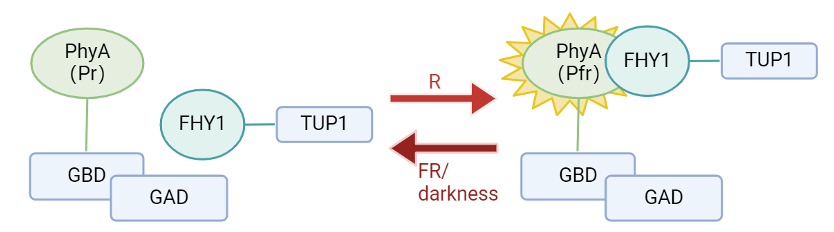 PhyA
(Pr)
FHY1
TUP1
GBD
GAD
R
FR/
darkness
PhyA
(Pfr)
FHY1
TUP1
GBD
GAD